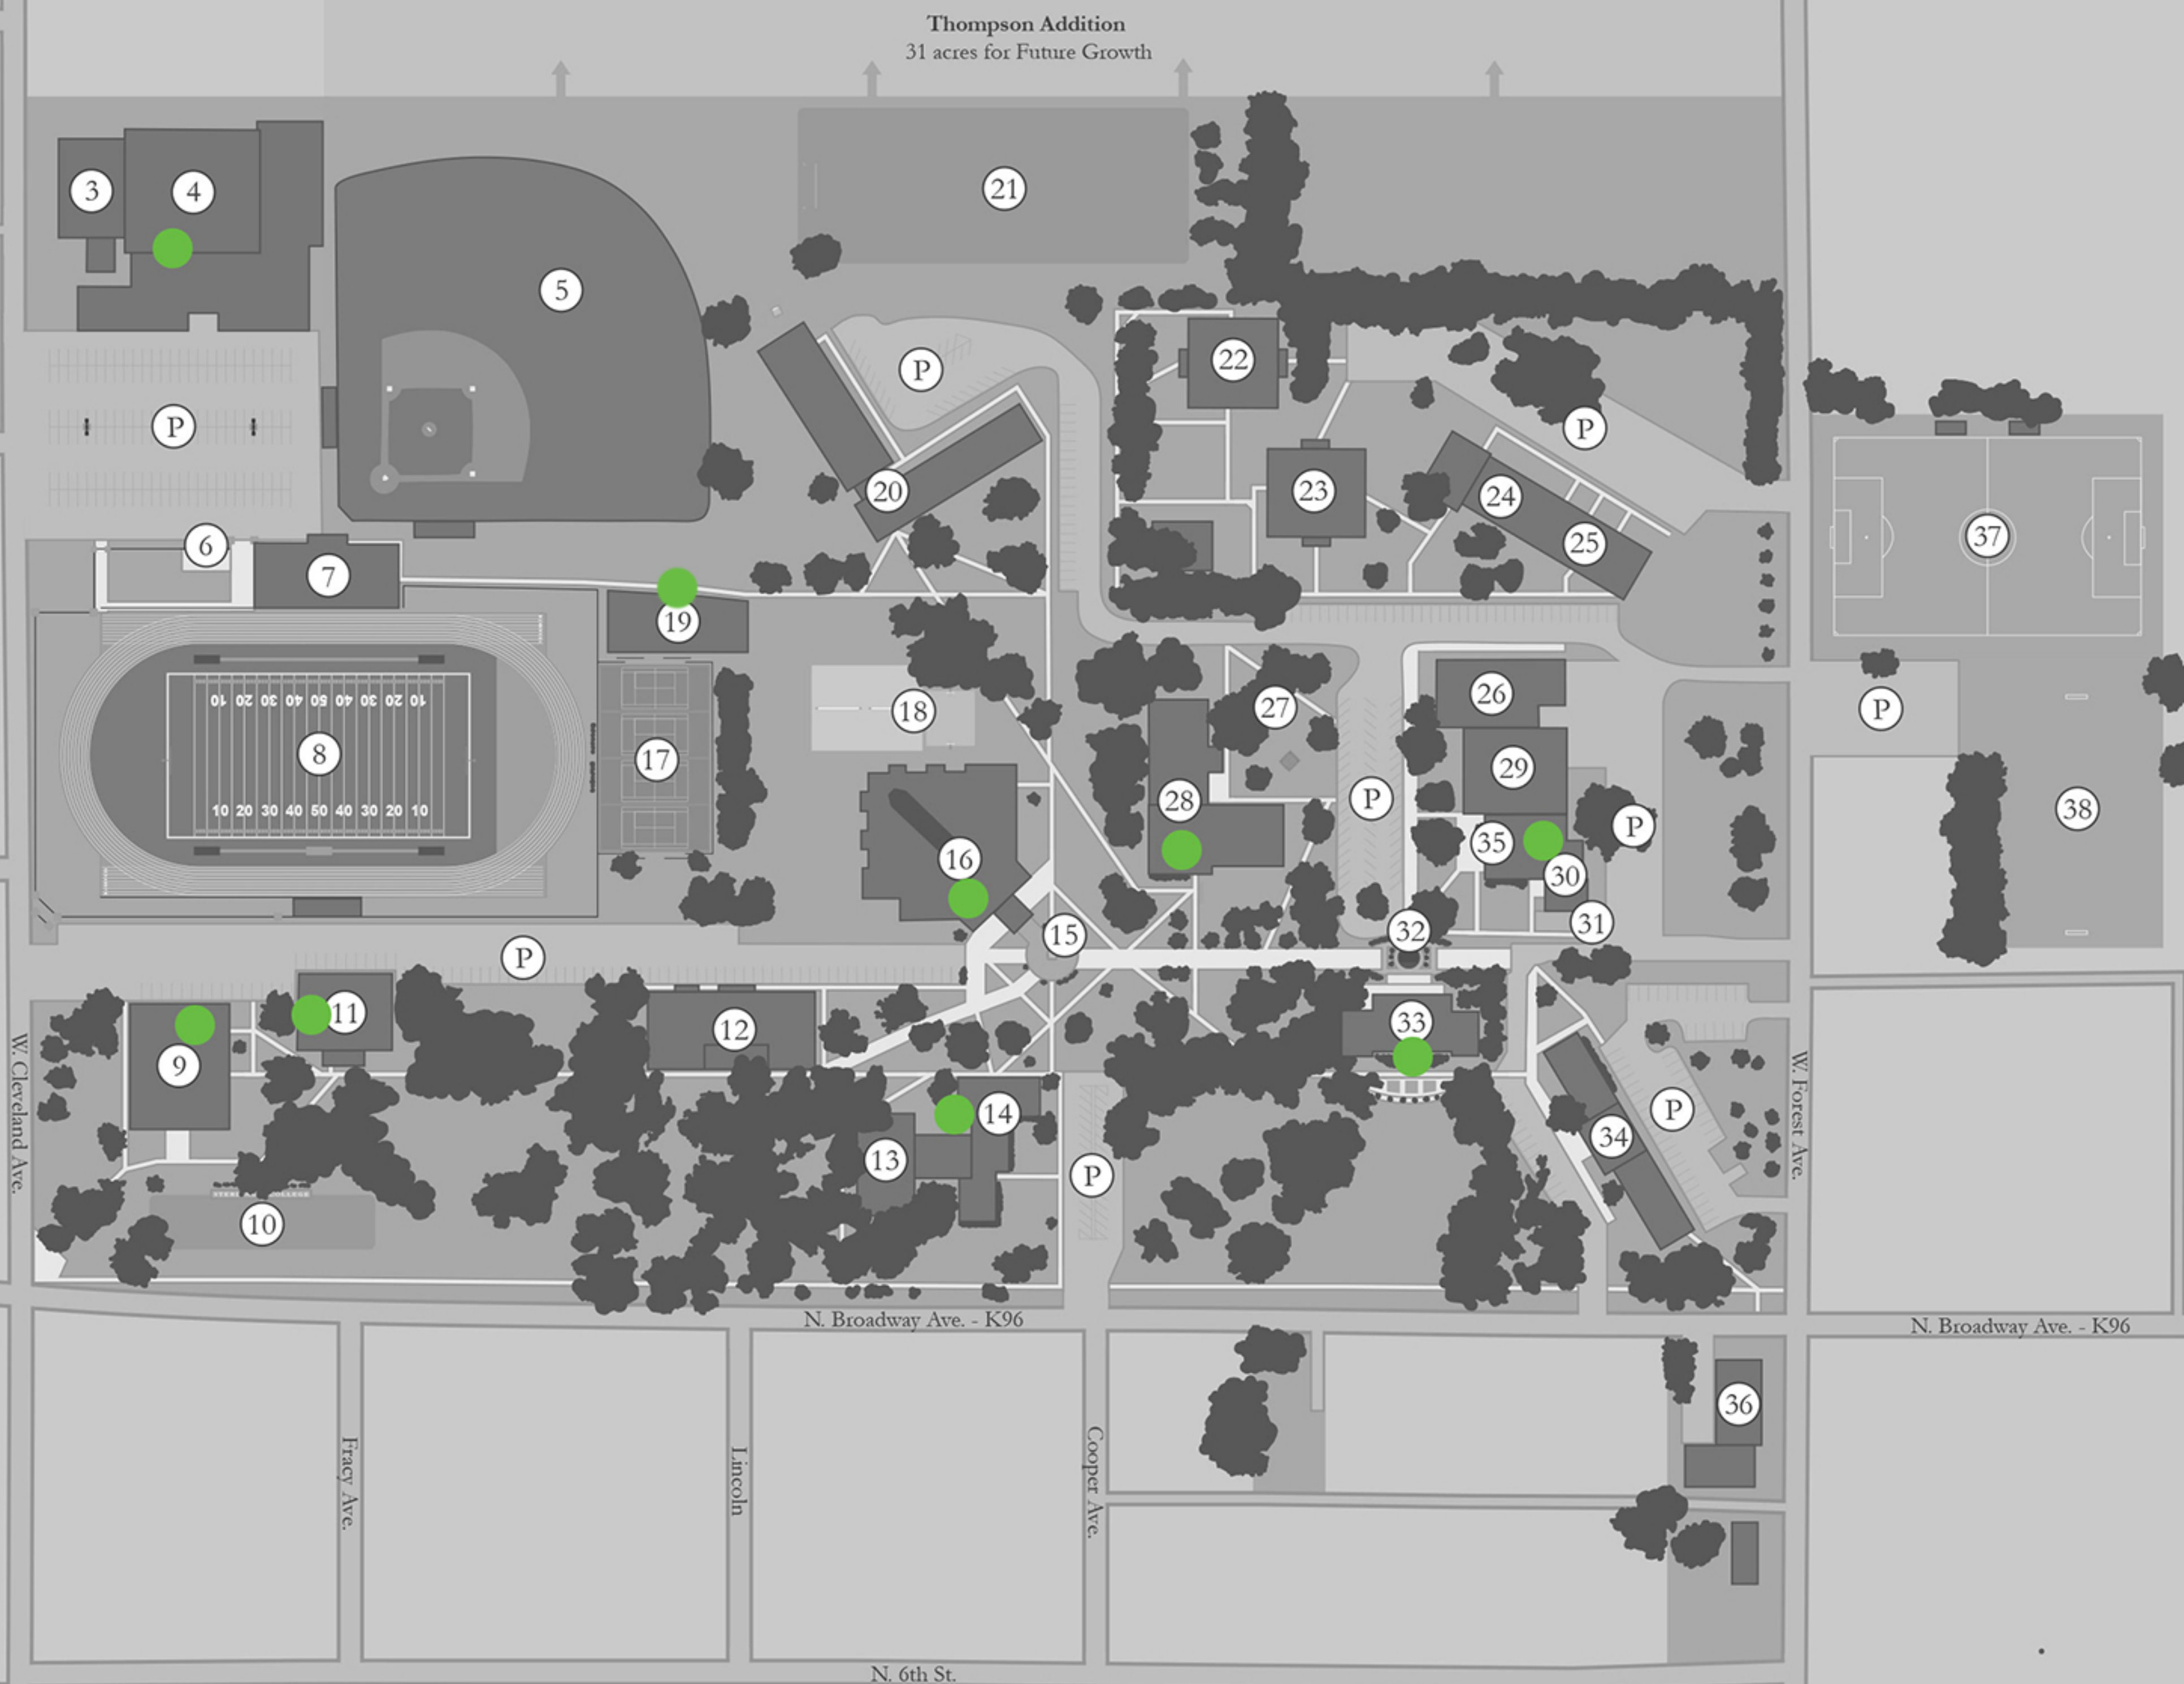 Thompson Addition
31 acres for Future Growth
3
4
21
5
22
P
P
P
20
23
24
25
6
7
37
19
26
P
18
27
8
17
10 20 30 40 50 40 30 20 10
10 20 30 40 50 40 30 20 10
29
28
P
38
P
35
16
30
31
32
15
P
11
12
33
9
W. Cleveland Ave.
W. Forest Ave.
P
14
34
13
P
10
N. Broadway Ave. - K96
N. Broadway Ave. - K96
36
Fracy Ave.
Lincoln
Cooper Ave.
N. 6th St.